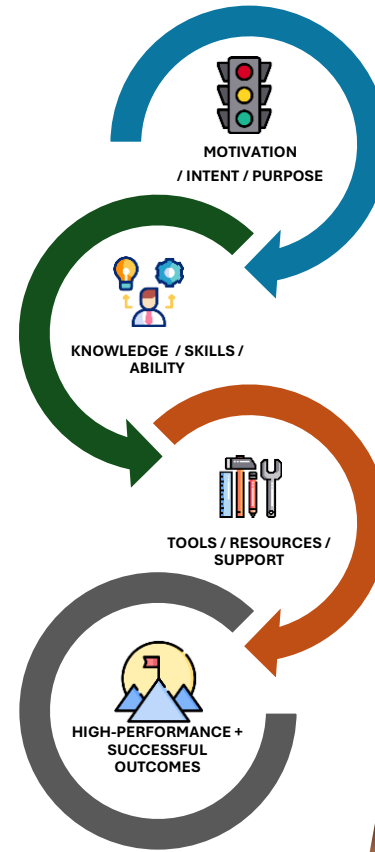 MOTIVATION
/ INTENT / PURPOSE
KNOWLEDGE / SKILLS /
ABILITY
TOOLS / RESOURCES /
SUPPORT
HIGH-PERFORMANCE +
SUCCESSFUL
OUTCOMES